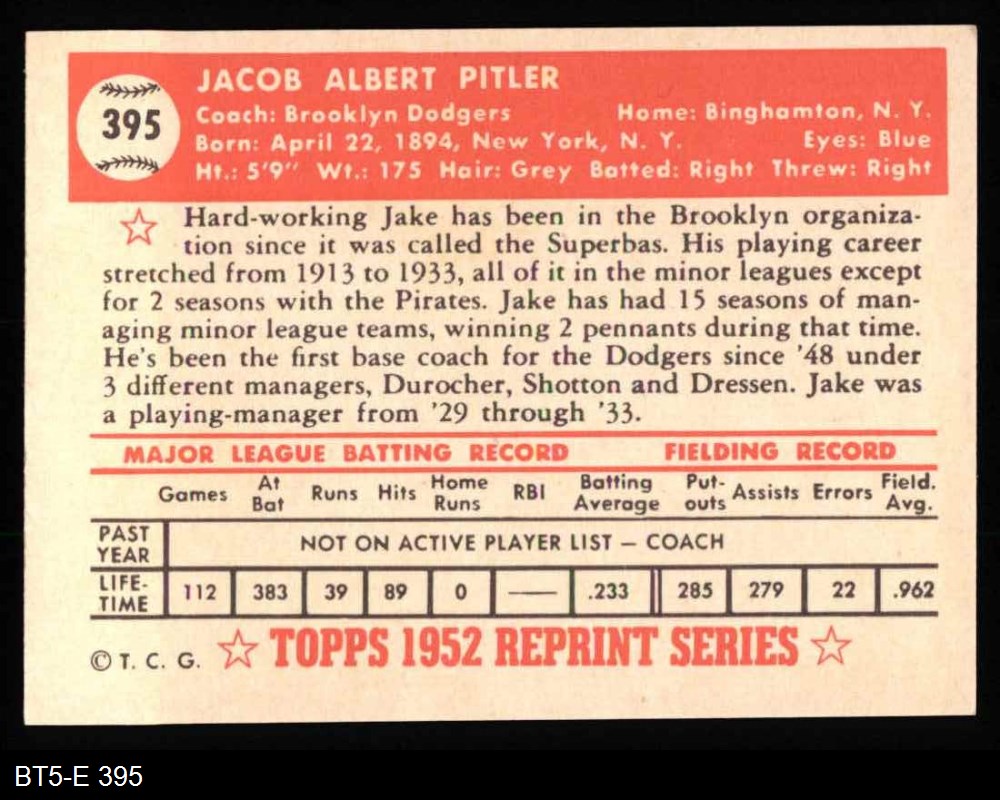 395
JACOB ALBERT PITLER
Coach: Brooklyn Dodgers Home: Binghamton, N. Y.
Born: April 22, 1894, New York, N. Y. Eyes: Blue
Ht.: 5'9" Wt.: 175 Hair: Grey Batted: Right Threw: Right
Hard-working Jake has been in the Brooklyn organiza-
tion since it was called the Superbas. His playing career
stretched from 1913 to 1933, all of it in the minor leagues except
for 2 seasons with the Pirates. Jake has had 15 seasons of man-
aging minor league teams, winning 2 pennants during that time.
He's been the first base coach for the Dodgers since '48 under
3 different managers, Durocher, Shotton and Dressen. Jake was
a playing-manager from '29 through '33.
MAJOR LEAGUE BATTING RECORD FIELDING RECORD
Games At Bat Runs Hits Home Runs RBI Batting Average Put-outs Assists Errors Field. Avg.
PAST YEAR NOT ON ACTIVE PLAYER LIST — COACH
LIFE-TIME 112 383 39 89 0 — .233 285 279 22 .962
© T. C. G. ☆ TOPPS 1952 REPRINT SERIES ☆
BT5-E 395